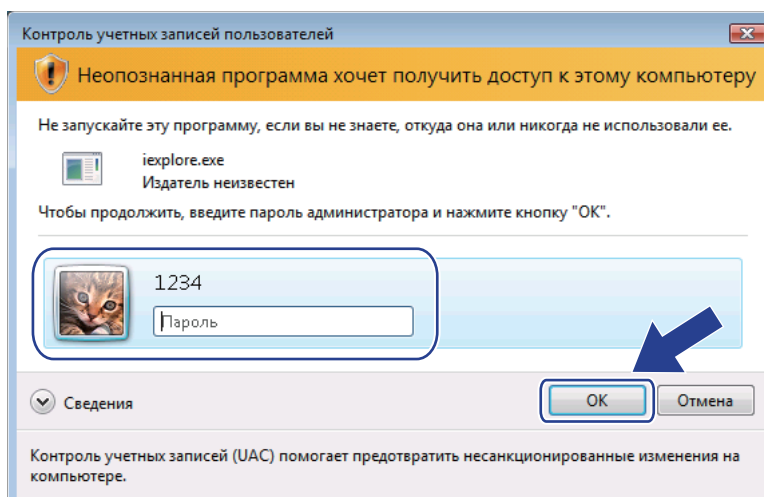 Контроль учетных записей пользователей
Неопознанная программа хочет получить доступ к этому компьютеру
Не запускайте эту программу, если вы не знаете, откуда она или никогда не использовали ее.
iexplore.exe
Издатель неизвестен
Чтобы продолжить, введите пароль администратора и нажмите кнопку "ОК".
1234
Пароль
Сведения
ОК
Отмена
Контроль учетных записей (UAC) помогает предотвратить несанкционированные изменения на
компьютере.